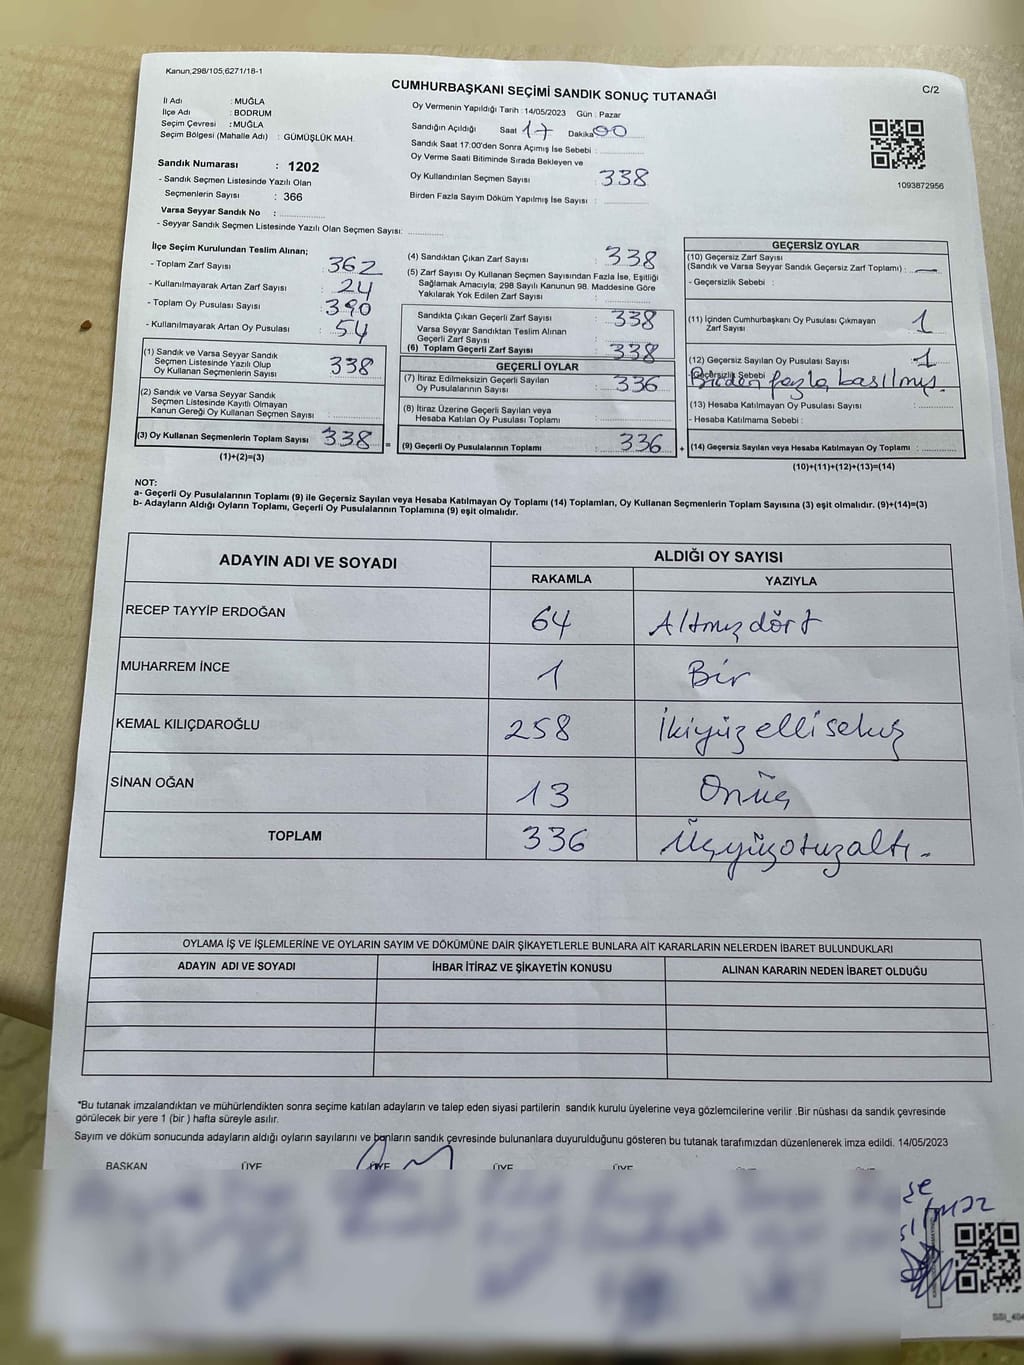 Kanun;298/105;6271/18-1
CUMHURBAŞKANI SEÇİMİ SANDIK SONUÇ TUTANAĞI
C/2
İl Adı : MUĞLA
İlçe Adı : BODRUM
Seçim Çevresi : MUĞLA
Seçim Bölgesi (Mahalle Adı) : GÜMÜŞLÜK MAH.
Sandık Numarası : 1202
- Sandık Seçmen Listesinde Yazılı Olan
Seçmenlerin Sayısı : 366
Varsa Seyyar Sandık No :
- Seyyar Sandık Seçmen Listesinde Yazılı Olan Seçmen Sayısı:
Oy Vermenin Yapıldığı Tarih : 14/05/2023 Gün : Pazar
Sandığın Açıldığı Saat 17 Dakika 00
Sandık Saat 17:00'den Sonra Açımış İse Sebebi :
Oy Verme Saati Bitiminde Sırada Bekleyen ve
Oy Kullandırılan Seçmen Sayısı : 338
Birden Fazla Sayım Döküm Yapılmış İse Sayısı :
1093872956
İlçe Seçim Kurulundan Teslim Alınan;
- Toplam Zarf Sayısı : 362
- Kullanılmayarak Artan Zarf Sayısı : 24
- Toplam Oy Pusulası Sayısı : 390
- Kullanılmayarak Artan Oy Pusulası : 54
(1) Sandık ve Varsa Seyyar Sandık
Seçmen Listesinde Yazılı Olup
Oy Kullanan Seçmenlerin Sayısı : 338
(2) Sandık ve Varsa Seyyar Sandık
Seçmen Listesinde Kayıtlı Olmayan
Kanun Gereği Oy Kullanan Seçmen Sayısı :
(3) Oy Kullanan Seçmenlerin Toplam Sayısı : 338 =
(1)+(2)=(3)
(4) Sandıktan Çıkan Zarf Sayısı : 338
(5) Zarf Sayısı Oy Kullanan Seçmen Sayısından Fazla İse, Eşitliği
Sağlamak Amacıyla, 298 Sayılı Kanunun 98. Maddesine Göre
Yakılarak Yok Edilen Zarf Sayısı :
Sandıkta Çıkan Geçerli Zarf Sayısı : 338
Varsa Seyyar Sandıktan Teslim Alınan
Geçerli Zarf Sayısı :
(6) Toplam Geçerli Zarf Sayısı : 338
GEÇERLİ OYLAR
(7) İtiraz Edilmeksizin Geçerli Sayılan
Oy Pusulalarının Sayısı : 336
(8) İtiraz Üzerine Geçerli Sayılan veya
Hesaba Katılan Oy Pusulası Toplamı :
(9) Geçerli Oy Pusulalarının Toplamı : 336 +
GEÇERSİZ OYLAR
(10) Geçersiz Zarf Sayısı
(Sandık ve Varsa Seyyar Sandık Geçersiz Zarf Toplamı) : —
- Geçersizlik Sebebi :
(11) İçinden Cumhurbaşkanı Oy Pusulası Çıkmayan
Zarf Sayısı : 1
(12) Geçersiz Sayılan Oy Pusulası Sayısı : 1
- Geçersizlik Sebebi : Birden fazla basılmış.
(13) Hesaba Katılmayan Oy Pusulası Sayısı :
- Hesaba Katılmama Sebebi :
(14) Geçersiz Sayılan veya Hesaba Katılmayan Oy Toplamı :
(10)+(11)+(12)+(13)=(14)
NOT:
a- Geçerli Oy Pusulalarının Toplamı (9) ile Geçersiz Sayılan veya Hesaba Katılmayan Oy Toplamı (14) Toplamları, Oy Kullanan Seçmenlerin Toplam Sayısına (3) eşit olmalıdır. (9)+(14)=(3)
b- Adayların Aldığı Oyların Toplamı, Geçerli Oy Pusulalarının Toplamına (9) eşit olmalıdır.
ADAYIN ADI VE SOYADI ALDIĞI OY SAYISI
RAKAMLA YAZIYLA
RECEP TAYYİP ERDOĞAN 64 Altmışdört
MUHARREM İNCE 1 Bir
KEMAL KILIÇDAROĞLU 258 İkiyüzellisekiz
SİNAN OĞAN 13 Onüç
TOPLAM 336 Üçyüzotuzaltı.
OYLAMA İŞ VE İŞLEMLERİNE VE OYLARIN SAYIM VE DÖKÜMÜNE DAİR ŞİKAYETLERLE BUNLARA AİT KARARLARIN NELERDEN İBARET BULUNDUKLARI
ADAYIN ADI VE SOYADI İHBAR İTİRAZ VE ŞİKAYETİN KONUSU ALINAN KARARIN NEDEN İBARET OLDUĞU
*Bu tutanak imzalandıktan ve mühürlendikten sonra seçime katılan adayların ve talep eden siyasi partilerin sandık kurulu üyelerine veya gözlemcilerine verilir .Bir nüshası da sandık çevresinde
görülecek bir yere 1 (bir ) hafta süreyle asılır.
Sayım ve döküm sonucunda adayların aldığı oyların sayılarını ve bunların sandık çevresinde bulunanlara duyurulduğunu gösteren bu tutanak tarafımızdan düzenlenerek imza edildi. 14/05/2023
BAŞKAN ÜYE ÜYE ÜYE ÜYE